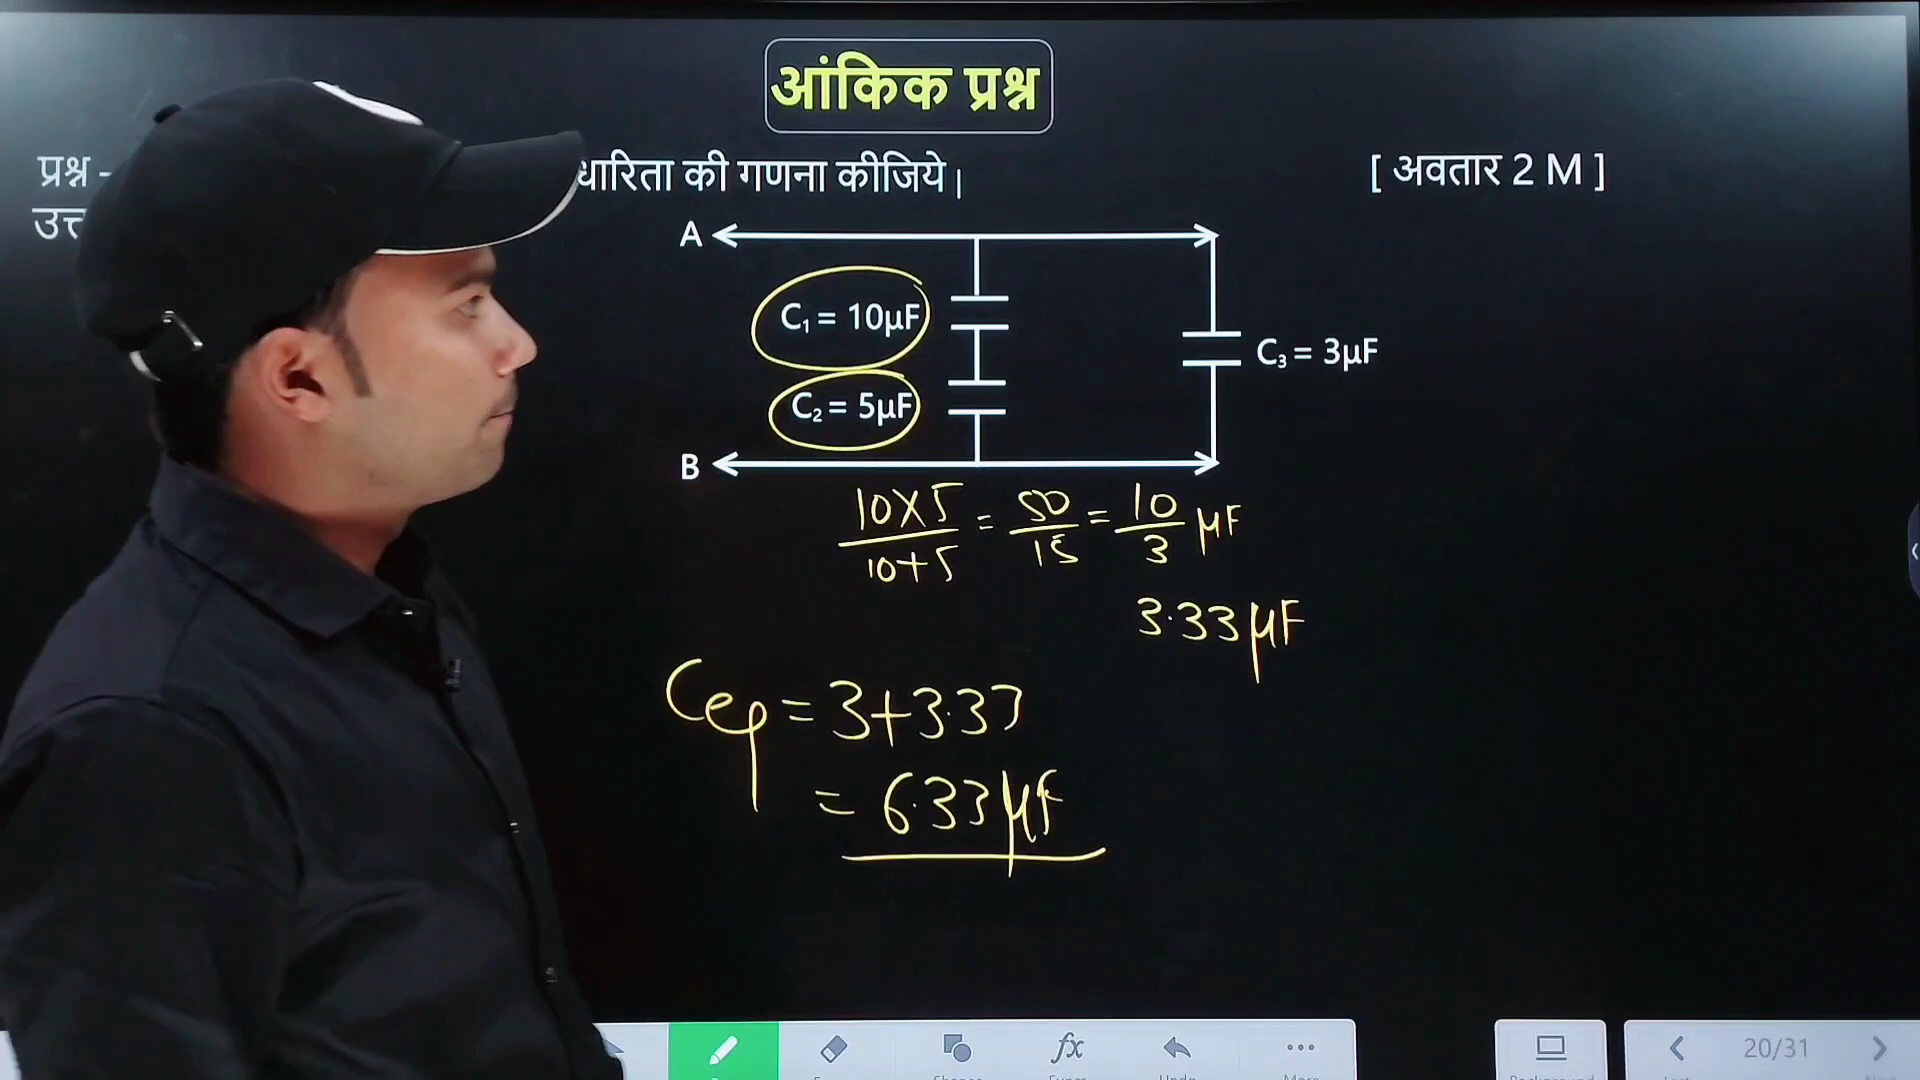 आंकिक प्रश्न
प्रश्न - धारिता की गणना कीजिये। [ अवतार 2 M ]
A
C₁ = 10μF
C₃ = 3μF
C₂ = 5μF
B
10×5/10+5 = 50/15 = 10/3 μF
3.33 μF
Ceq = 3+3.33
= 6.33 μF
fx
20/31